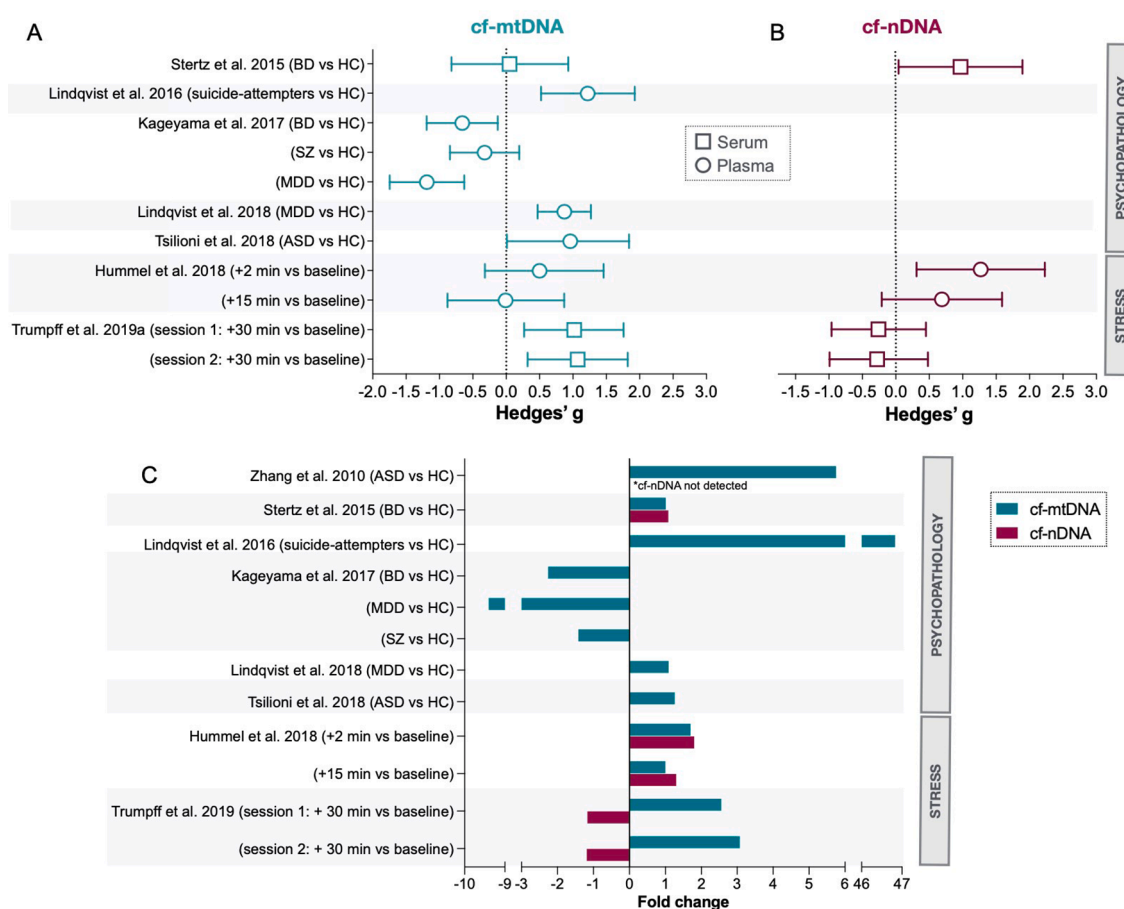 A
cf-mtDNA
B
cf-nDNA
Stertz et al. 2015 (BD vs HC)
Lindqvist et al. 2016 (suicide-attempters vs HC)
Kageyama et al. 2017 (BD vs HC)
(SZ vs HC)
(MDD vs HC)
Lindqvist et al. 2018 (MDD vs HC)
Tsilioni et al. 2018 (ASD vs HC)
Hummel et al. 2018 (+2 min vs baseline)
(+15 min vs baseline)
Trumpff et al. 2019a (session 1: +30 min vs baseline)
(session 2: +30 min vs baseline)
Serum
Plasma
PSYCHOPATHOLOGY
STRESS
-2.0 -1.5 -1.0 -0.5 0.0 0.5 1.0 1.5 2.0 2.5 3.0
Hedges' g
-1.5 -1.0 -0.5 0.0 0.5 1.0 1.5 2.0 2.5 3.0
Hedges' g
C
Zhang et al. 2010 (ASD vs HC)
*cf-nDNA not detected
Stertz et al. 2015 (BD vs HC)
Lindqvist et al. 2016 (suicide-attempters vs HC)
Kageyama et al. 2017 (BD vs HC)
(MDD vs HC)
(SZ vs HC)
Lindqvist et al. 2018 (MDD vs HC)
Tsilioni et al. 2018 (ASD vs HC)
Hummel et al. 2018 (+2 min vs baseline)
(+15 min vs baseline)
Trumpff et al. 2019 (session 1: + 30 min vs baseline)
(session 2: + 30 min vs baseline)
cf-mtDNA
cf-nDNA
PSYCHOPATHOLOGY
STRESS
-10 -9 -3 -2 -1 0 1 2 3 4 5 6 46 47
Fold change